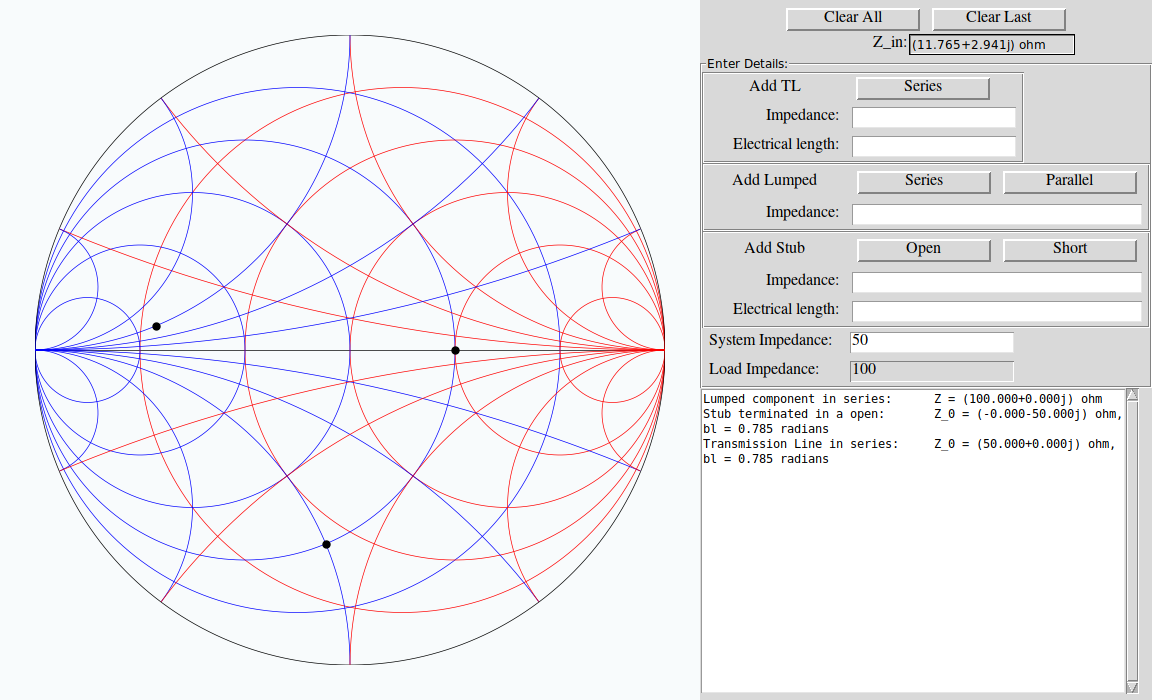 Clear All Clear Last
Z_in: (11.765+2.941j) ohm
Enter Details:
Add TL Series
Impedance:
Electrical length:
Add Lumped Series Parallel
Impedance:
Add Stub Open Short
Impedance:
Electrical length:
System Impedance: 50
Load Impedance: 100
Lumped component in series: Z = (100.000+0.000j) ohm
Stub terminated in a open: Z_0 = (-0.000-50.000j) ohm,
bl = 0.785 radians
Transmission Line in series: Z_0 = (50.000+0.000j) ohm,
bl = 0.785 radians